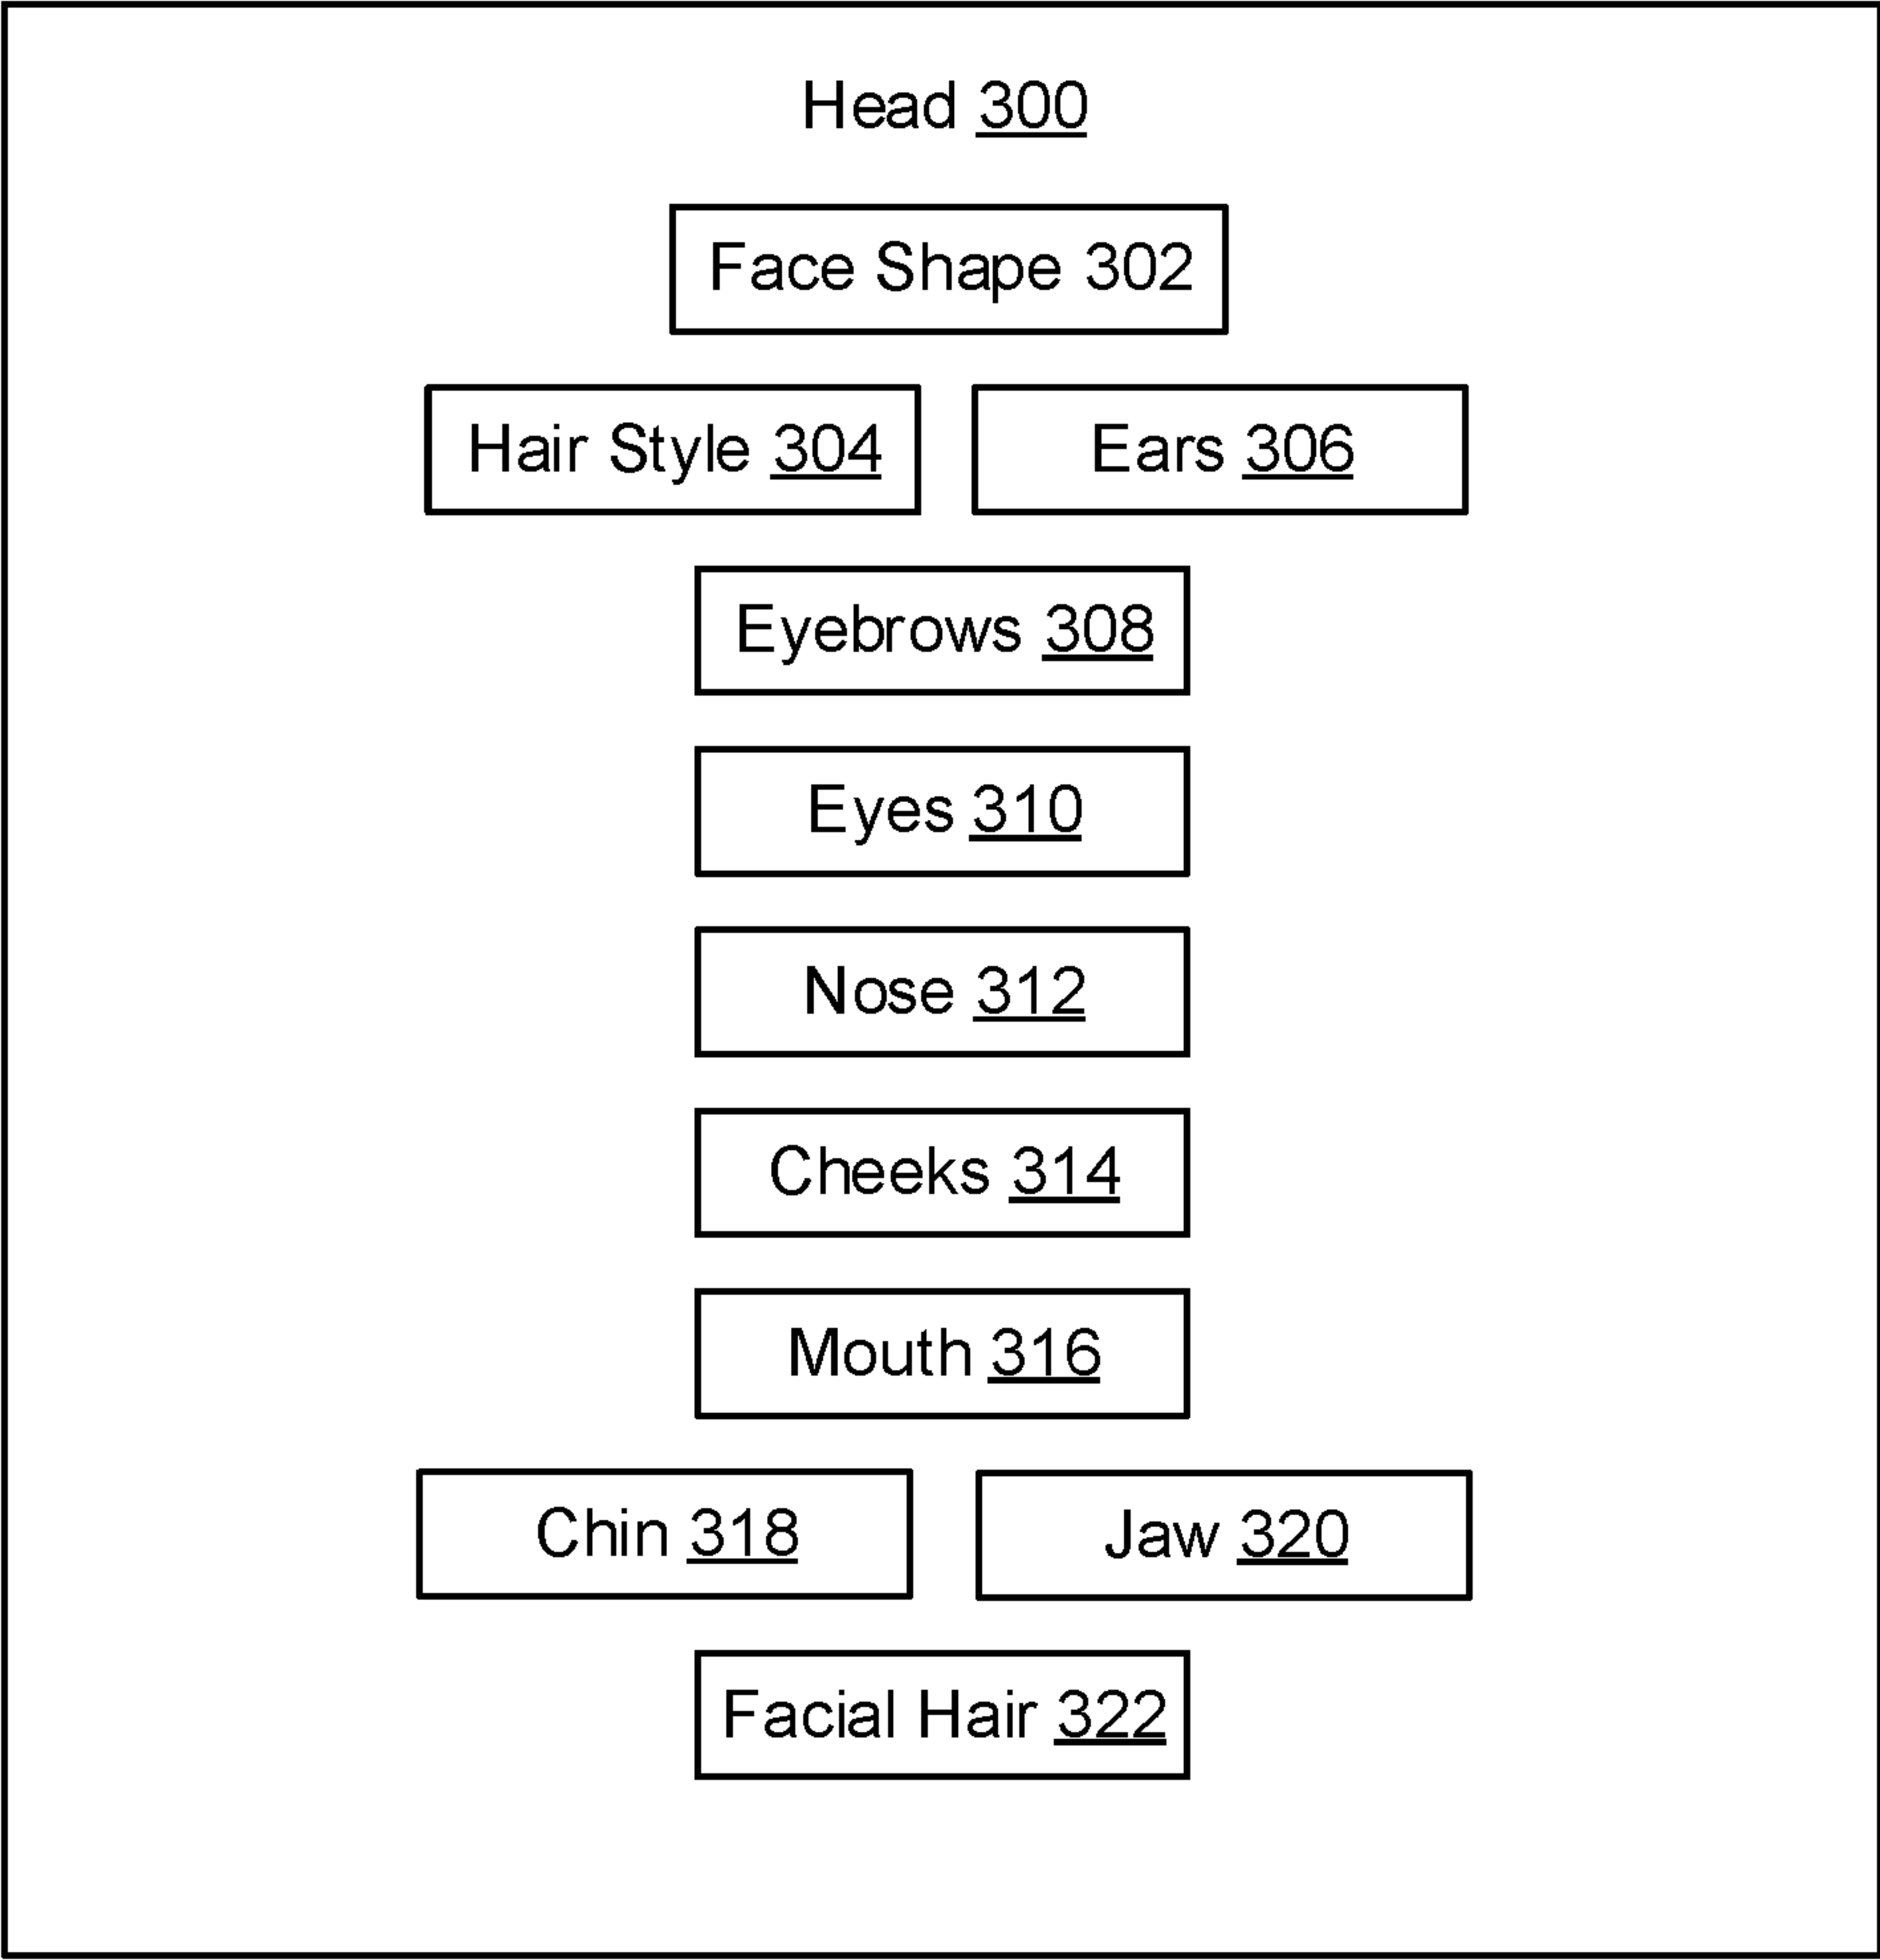 Head 300
Face Shape 302
Hair Style 304
Ears 306
Eyebrows 308
Eyes 310
Nose 312
Cheeks 314
Mouth 316
Chin 318
Jaw 320
Facial Hair 322